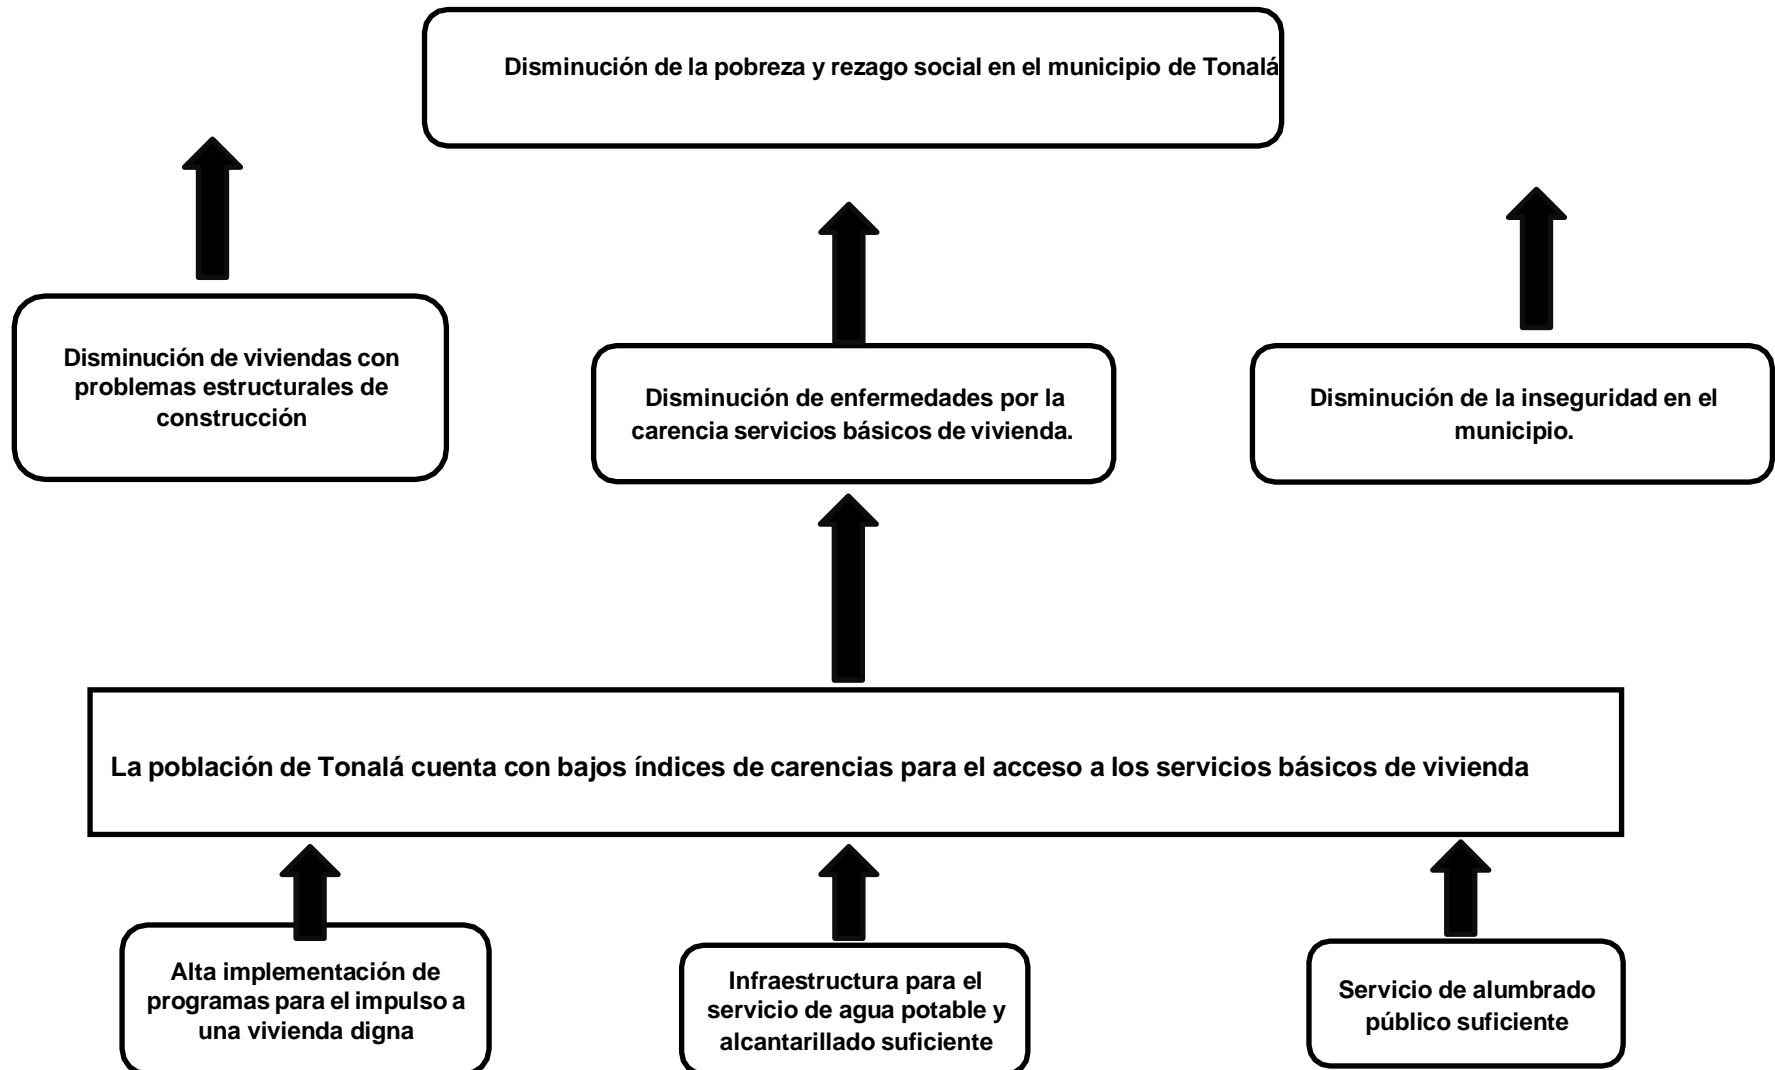 Disminución de la pobreza y rezago social en el municipio de Tonalá
Disminución de viviendas con
problemas estructurales de
construcción
Disminución de enfermedades por la
carencia servicios básicos de vivienda.
Disminución de la inseguridad en el
municipio.
La población de Tonalá cuenta con bajos índices de carencias para el acceso a los servicios básicos de vivienda
Alta implementación de
programas para el impulso a
una vivienda digna
Infraestructura para el
servicio de agua potable y
alcantarillado suficiente
Servicio de alumbrado
público suficiente